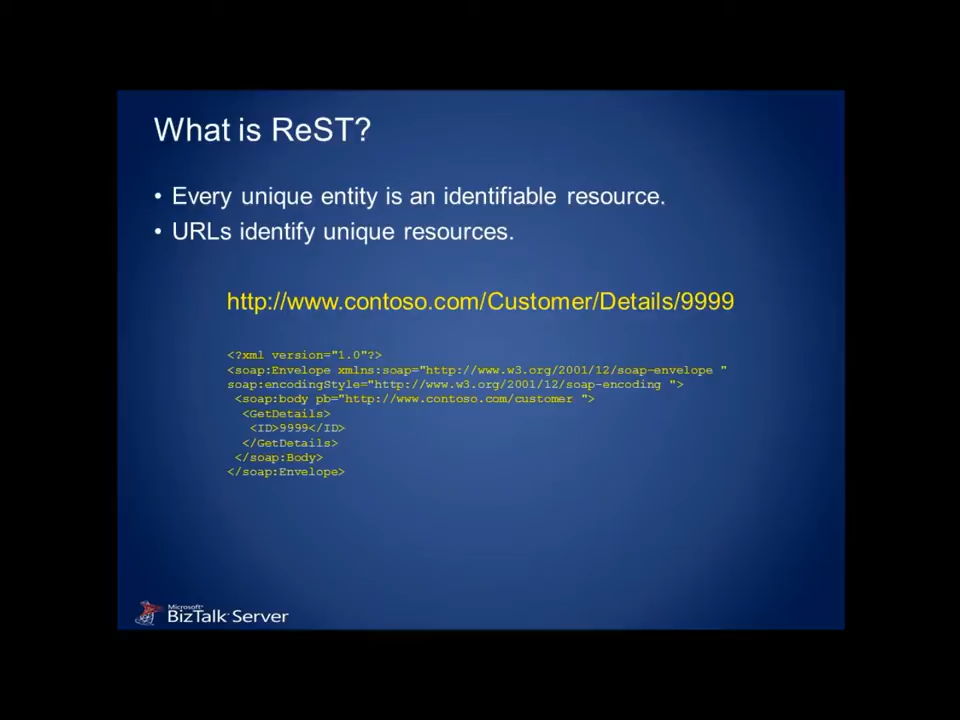 What is ReST?
• Every unique entity is an identifiable resource.
• URLs identify unique resources.
http://www.contoso.com/Customer/Details/9999
<?xml version="1.0"?>
<soap:Envelope xmlns:soap="http://www.w3.org/2001/12/soap-envelope "
soap:encodingStyle="http://www.w3.org/2001/12/soap-encoding ">
<soap:body pb="http://www.contoso.com/customer ">
<GetDetails>
<ID>9999</ID>
</GetDetails>
</soap:Body>
</soap:Envelope>
Microsoft
BizTalk Server